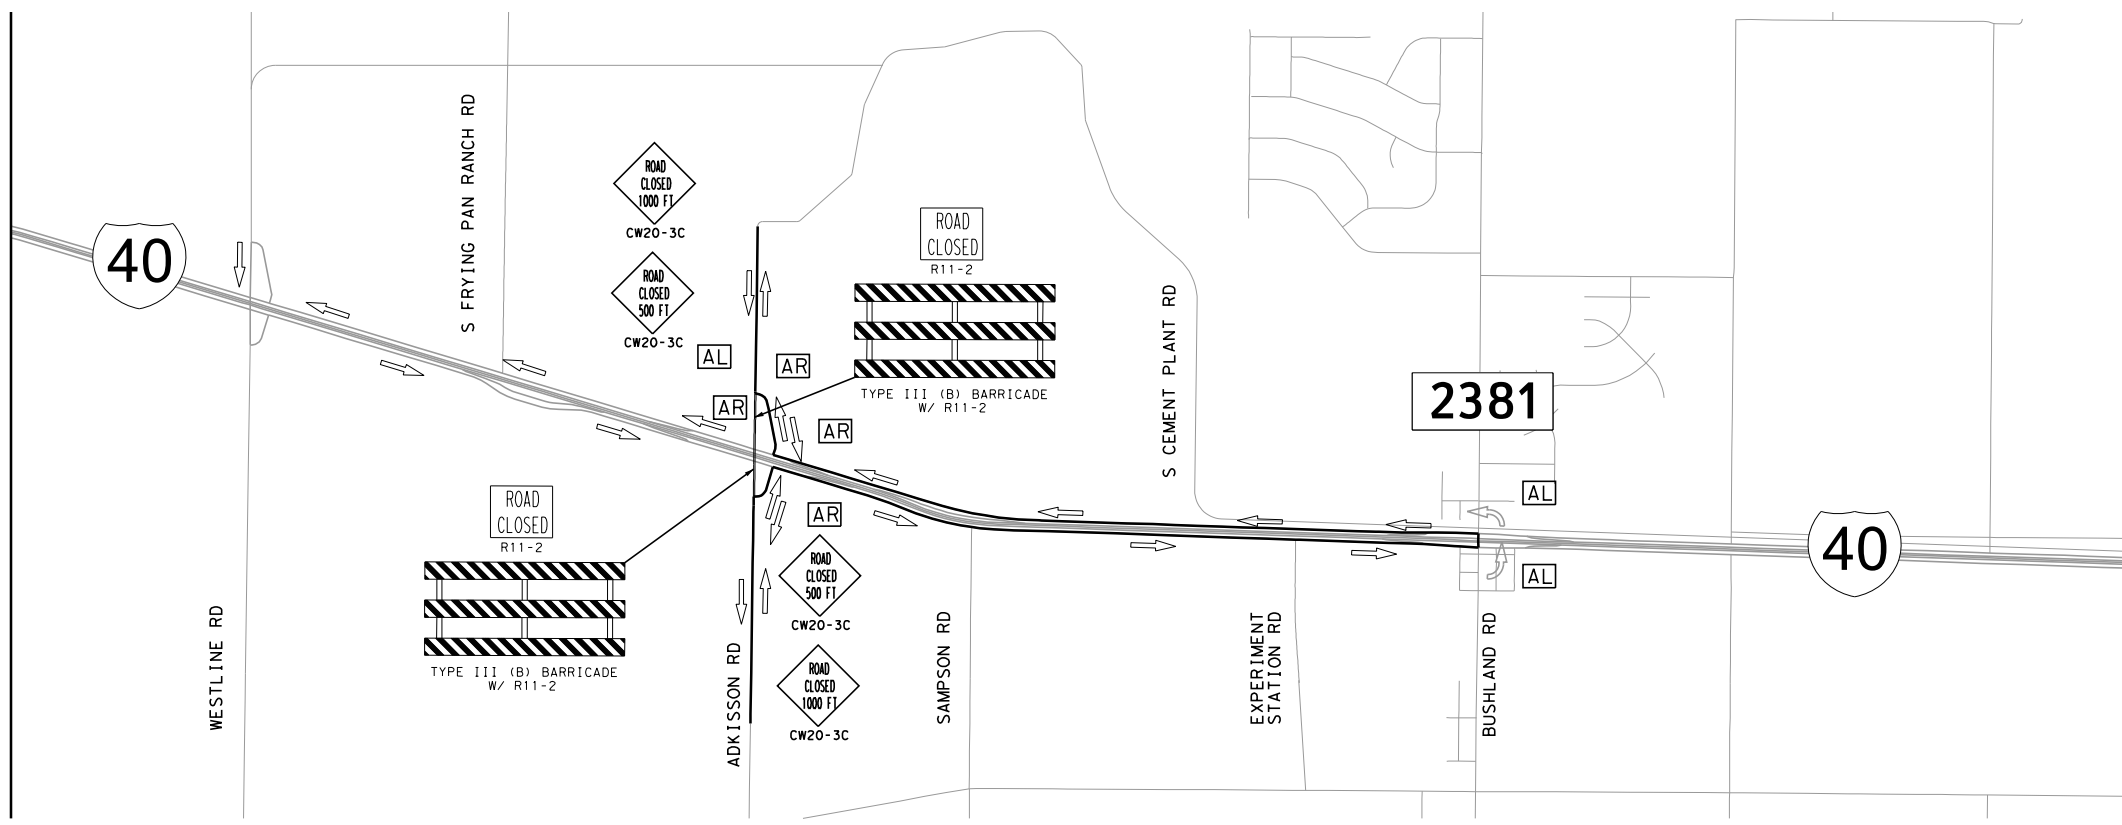 S FRYING PAN RANCH RD
ROAD
CLOSED
1000 FT
CW20-3C
ROAD
CLOSED
500 FT
CW20-3C
ROAD
CLOSED
R11-2
TYPE III (B) BARRICADE
W/ R11-2
40
AL
AR
AR
AR
S CEMENT PLANT RD
2381
AL
ROAD
CLOSED
R11-2
TYPE III (B) BARRICADE
W/ R11-2
AR
ROAD
CLOSED
500 FT
CW20-3C
ROAD
CLOSED
1000 FT
CW20-3C
40
AL
WESTLINE RD
ADKISSON RD
SAMPSON RD
EXPERIMENT
STATION RD
BUSHLAND RD